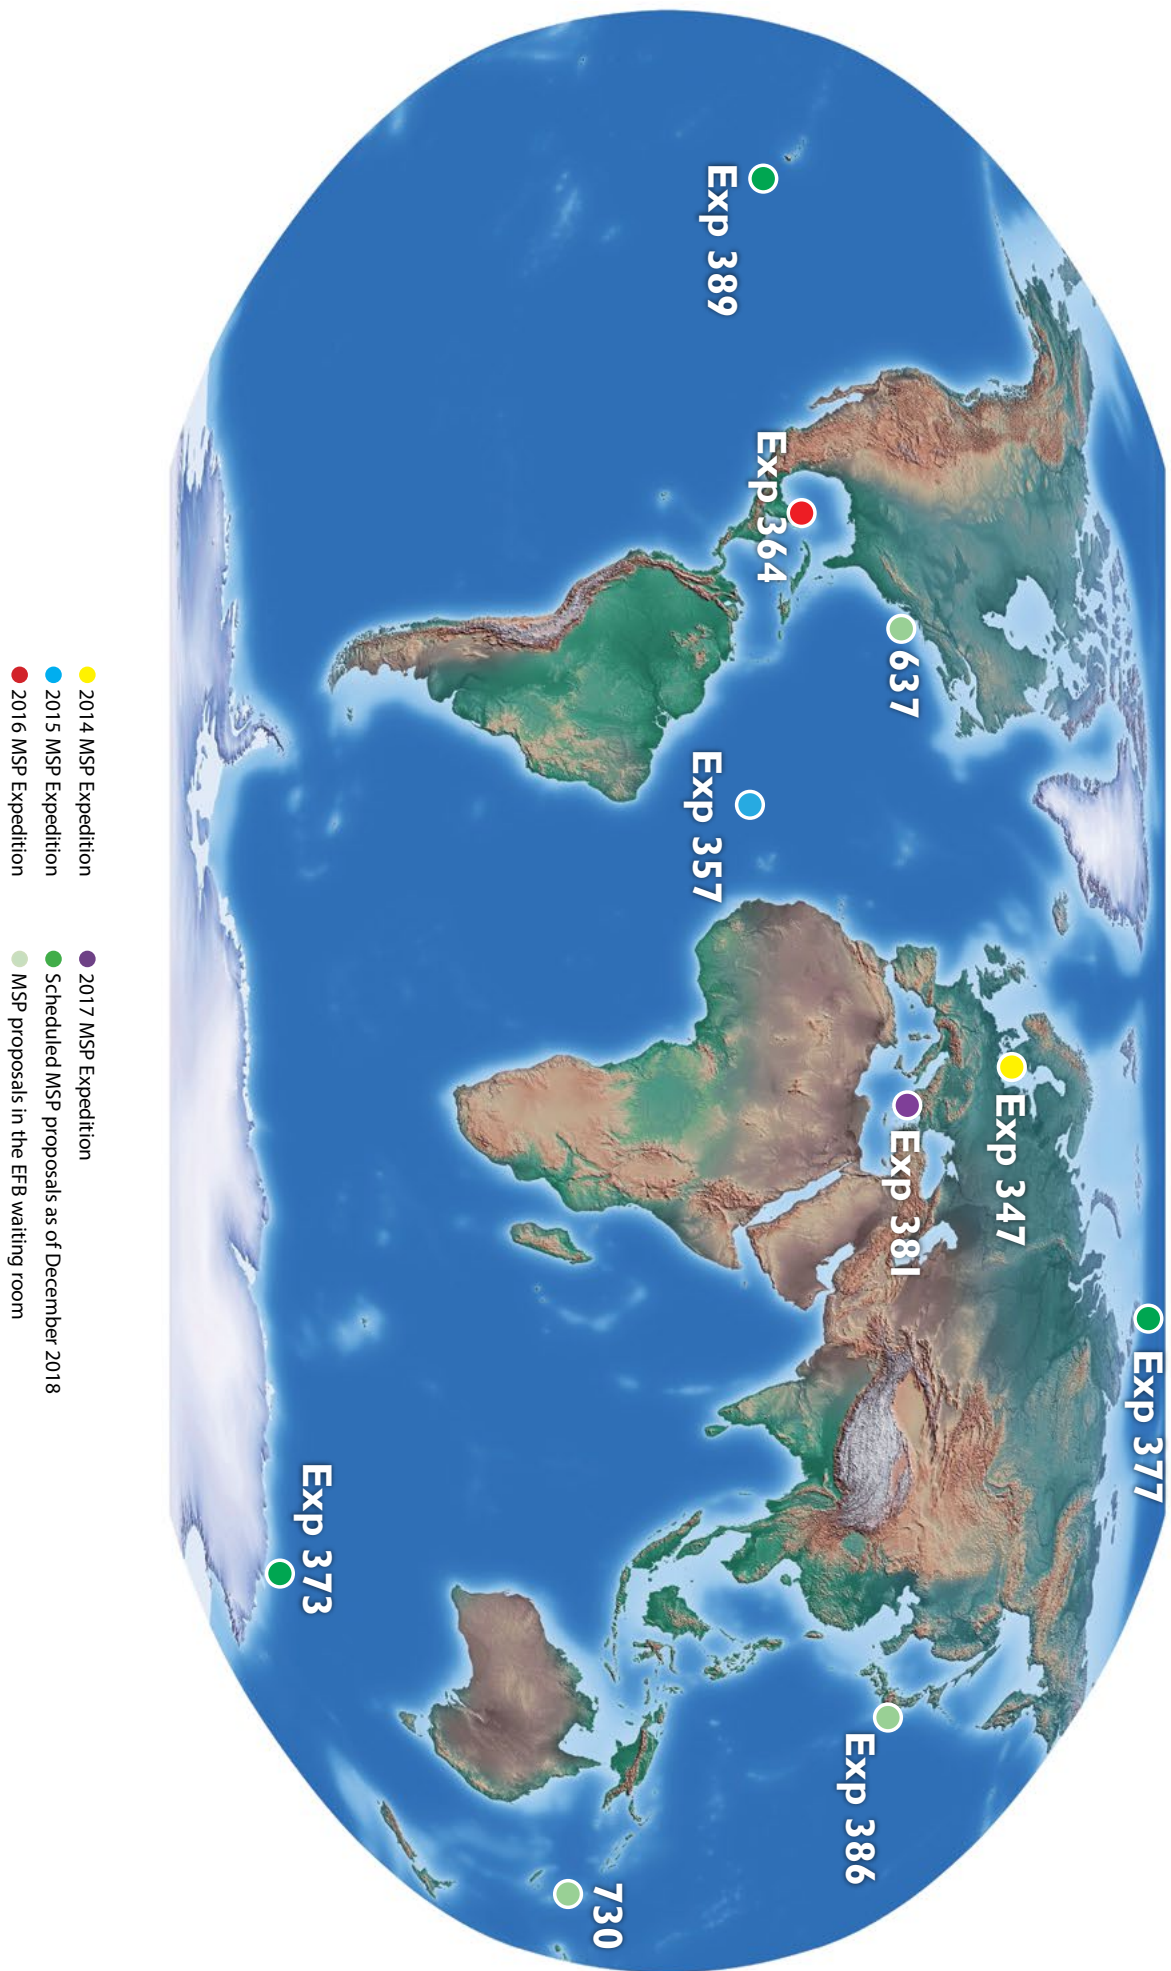 Exp 377
Exp 347
Exp 381
637
Exp 386
Exp 364
Exp 389
Exp 357
730
Exp 373
2014 MSP Expedition
2015 MSP Expedition
2016 MSP Expedition
2017 MSP Expedition
Scheduled MSP proposals as of December 2018
MSP proposals in the EFB waiting room